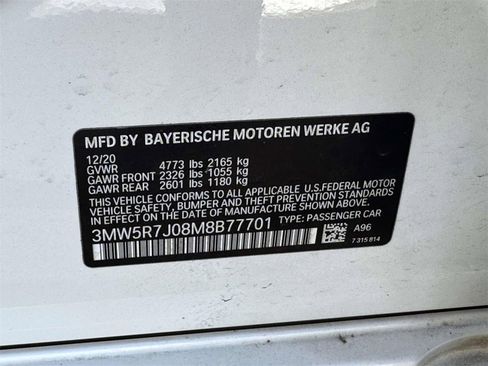 MFD BY BAYERISCHE MOTOREN WERKE AG
12/20
GVWR 4773 lbs 2165 kg
GAWR FRONT 2326 lbs 1055 kg
GAWR REAR 2601 lbs 1180 kg
THIS VEHICLE CONFORMS TO ALL APPLICABLE U.S.FEDERAL MOTOR
VEHICLE SAFETY, BUMPER, AND THEFT PREVENTION STANDARDS
IN EFFECT ON THE DATE OF MANUFACTURE SHOWN ABOVE.
3MW5R7J08M8B77701 TYPE: PASSENGER CAR
A96
7 315 814